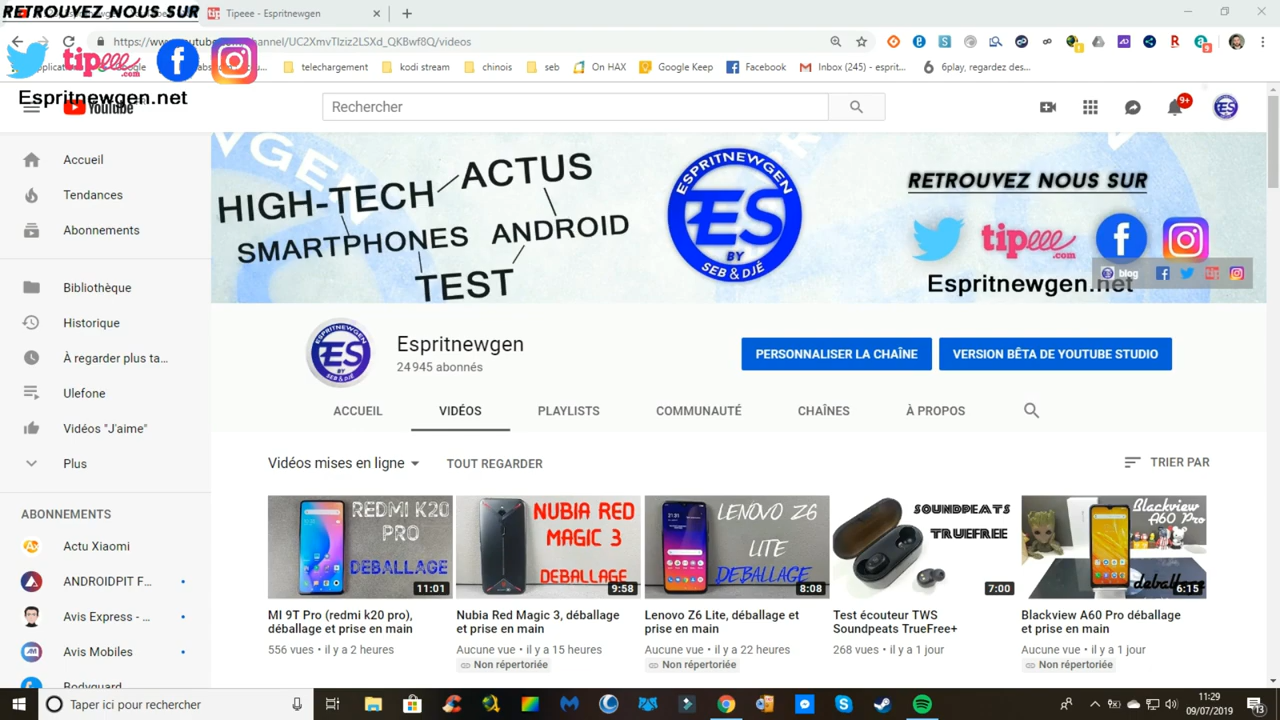 RETROUVEZ NOUS SUR
Tipeee - Espritnewgen
tipeee.com
Espritnewgen.net
telechargement
kodi stream
chinois
seb
On HAX
Google Keep
Facebook
Inbox (245) - esprit...
6play, regardez des...
YouTube
Rechercher
9+
HIGH-TECH
ACTUS
SMARTPHONES
ANDROID
TEST
ESPRITNEWGEN
ES
BY
SEB & DJÉ
RETROUVEZ NOUS SUR
tipeee.com
Espritnewgen.net
blog
Accueil
Tendances
Abonnements
Bibliothèque
Historique
À regarder plus ta...
Ulefone
Vidéos "J'aime"
Plus
ABONNEMENTS
Actu Xiaomi
ANDROIDPIT F...
Avis Express - ...
Avis Mobiles
Bodyguard
Espritnewgen
24 945 abonnés
PERSONNALISER LA CHAÎNE
VERSION BÊTA DE YOUTUBE STUDIO
ACCUEIL
VIDÉOS
PLAYLISTS
COMMUNAUTÉ
CHAÎNES
À PROPOS
Vidéos mises en ligne
TOUT REGARDER
TRIER PAR
REDMI K20
PRO
DEBALLAGE
11:01
MI 9T Pro (redmi k20 pro),
déballage et prise en main
556 vues • il y a 2 heures
NUBIA RED
MAGIC 3
DEBALLAGE
9:58
Nubia Red Magic 3, déballage
et prise en main
Aucune vue • il y a 15 heures
Non répertoriée
LENOVO Z6
LITE
DEBALLAGE
8:08
Lenovo Z6 Lite, déballage et
prise en main
Aucune vue • il y a 22 heures
Non répertoriée
SOUNDPEATS
TRUEFREE
7:00
Test écouteur TWS
Soundpeats TrueFree+
268 vues • il y a 1 jour
Blackview
A60 Pro
deballage
6:15
Blackview A60 Pro déballage
et prise en main
Aucune vue • il y a 1 jour
Non répertoriée
Taper ici pour rechercher
11:29
09/07/2019
13